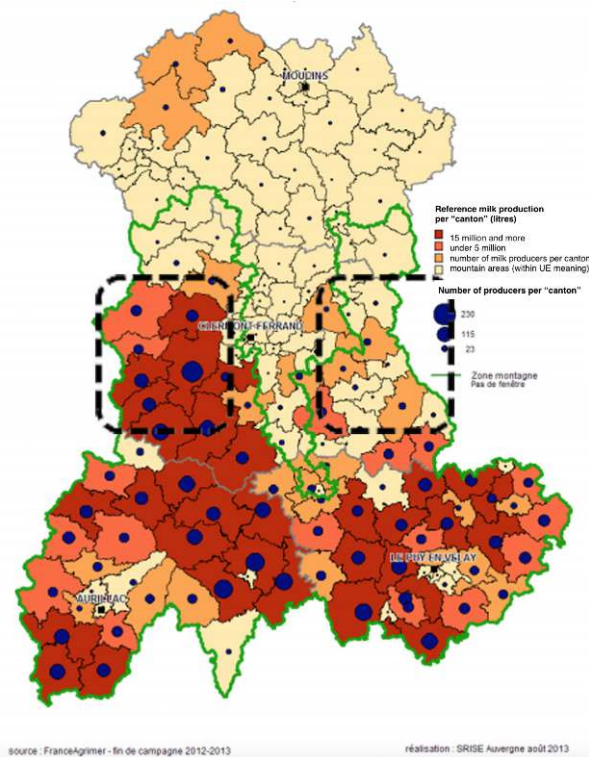 MOULINS
Reference milk production
per "canton" (litres)
15 million and more
under 5 million
number of milk producers per canton
mountain areas (within UE meaning)
Number of producers per "canton"
230
115
23
CLERMONT-FERRAND
Zone montagne
Pas de fenêtre
LE PUY-EN-VELAY
AURILLAC
source : FranceAgrimer - fin de campagne 2012-2013
réalisation : SRISE Auvergne août 2013